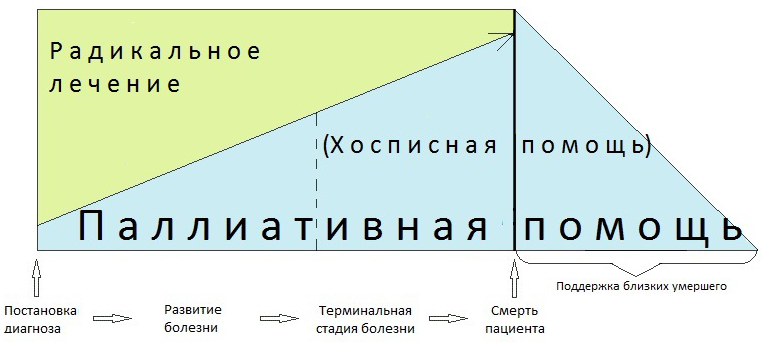 Радикальное
лечение
(Хосписная помощь)
Паллиативная помощь
Поддержка близких умершего
Постановка
диагноза
Развитие
болезни
Терминальная
стадия болезни
Смерть
пациента